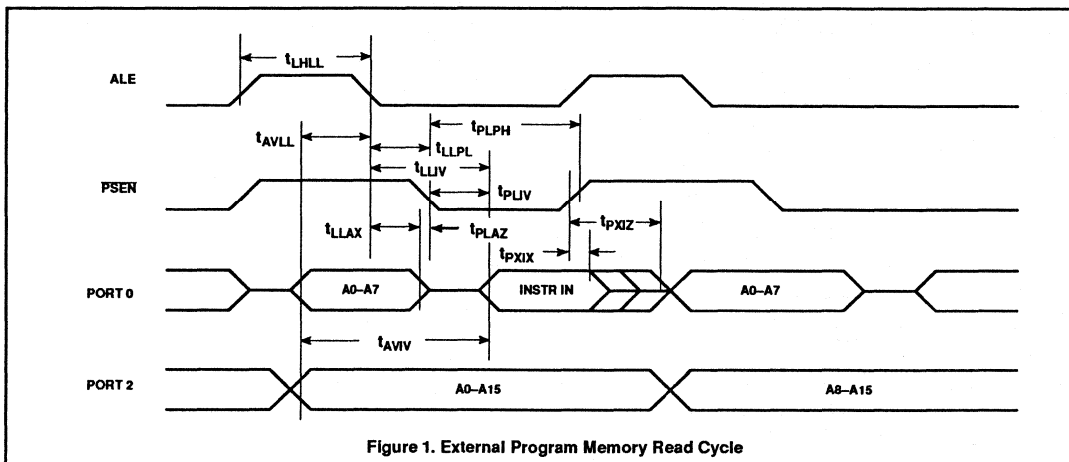 ALE
tLHLL
tAVLL
tPLPH
tLLPL
tLLIV
PSEN
tPLIV
tLLAX
tPLAZ
tPXIZ
tPXIX
PORT 0
A0–A7
INSTR IN
A0–A7
tAVIV
PORT 2
A0–A15
A8–A15
Figure 1. External Program Memory Read Cycle